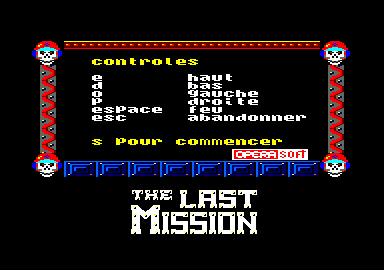 controles
e haut
d bas
o gauche
P droite
esPace feu
esc abandonner
s Pour commencer
OPERA SOFT
THE LAST
MISSION